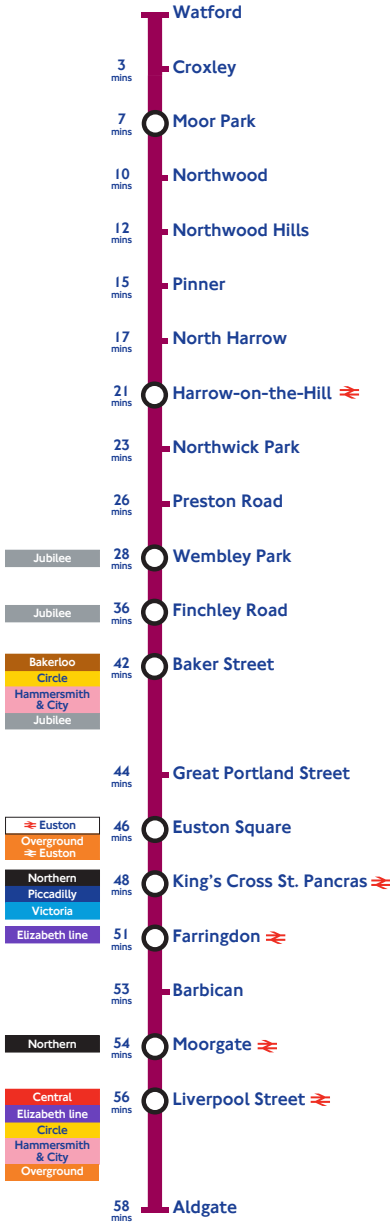 Watford
3
mins
Croxley
7
mins
Moor Park
10
mins
Northwood
12
mins
Northwood Hills
15
mins
Pinner
17
mins
North Harrow
21
mins
Harrow-on-the-Hill
23
mins
Northwick Park
26
mins
Preston Road
Jubilee
28
mins
Wembley Park
Jubilee
36
mins
Finchley Road
Bakerloo
Circle
Hammersmith
& City
Jubilee
42
mins
Baker Street
44
mins
Great Portland Street
Euston
Overground
Euston
46
mins
Euston Square
Northern
Piccadilly
Victoria
48
mins
King's Cross St. Pancras
Elizabeth line
51
mins
Farringdon
53
mins
Barbican
Northern
54
mins
Moorgate
Central
Elizabeth line
Circle
Hammersmith
& City
Overground
56
mins
Liverpool Street
58
mins
Aldgate